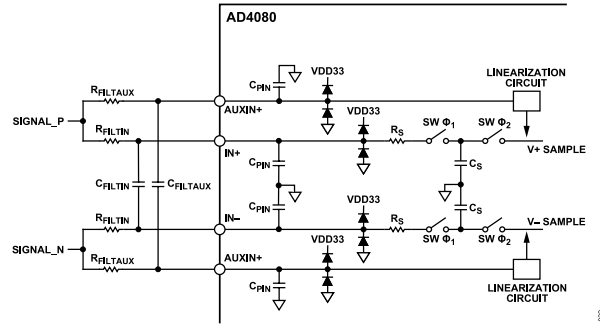 AD4080
VDD33
LINEARIZATION
CIRCUIT
CPIN
RFILTAUX
AUXIN+
SIGNAL_P
RFILTIN
VDD33
RS
SW Φ1
SW Φ2
IN+
V+ SAMPLE
CPIN
CS
CFILTIN
CFILTAUX
CPIN
VDD33
CS
RFILTIN
RS
V– SAMPLE
IN–
SW Φ1
SW Φ2
SIGNAL_N
VDD33
RFILTAUX
AUXIN+
CPIN
LINEARIZATION
CIRCUIT